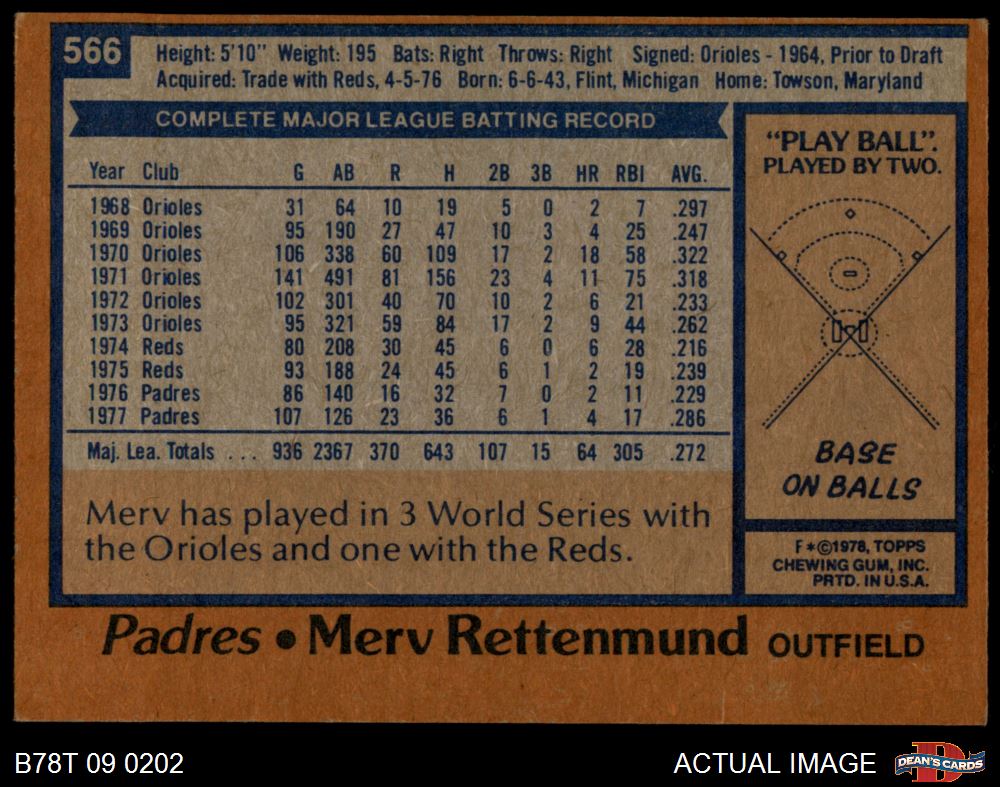 566
Height: 5'10" Weight: 195 Bats: Right Throws: Right Signed: Orioles - 1964, Prior to Draft
Acquired: Trade with Reds, 4-5-76 Born: 6-6-43, Flint, Michigan Home: Towson, Maryland
COMPLETE MAJOR LEAGUE BATTING RECORD
Year Club G AB R H 2B 3B HR RBI AVG.
1968 Orioles 31 64 10 19 5 0 2 7 .297
1969 Orioles 95 190 27 47 10 3 4 25 .247
1970 Orioles 106 338 60 109 17 2 18 58 .322
1971 Orioles 141 491 81 156 23 4 11 75 .318
1972 Orioles 102 301 40 70 10 2 6 21 .233
1973 Orioles 95 321 59 84 17 2 9 44 .262
1974 Reds 80 208 30 45 6 0 6 28 .216
1975 Reds 93 188 24 45 6 1 2 19 .239
1976 Padres 86 140 16 32 7 0 2 11 .229
1977 Padres 107 126 23 36 6 1 4 17 .286
Maj. Lea. Totals . . . 936 2367 370 643 107 15 64 305 .272
Merv has played in 3 World Series with
the Orioles and one with the Reds.
"PLAY BALL".
PLAYED BY TWO.
BASE
ON BALLS
F*©1978, TOPPS
CHEWING GUM, INC.
PRTD. IN U.S.A.
Padres • Merv Rettenmund OUTFIELD
B78T 09 0202
ACTUAL IMAGE
D
DEAN'S CARDS